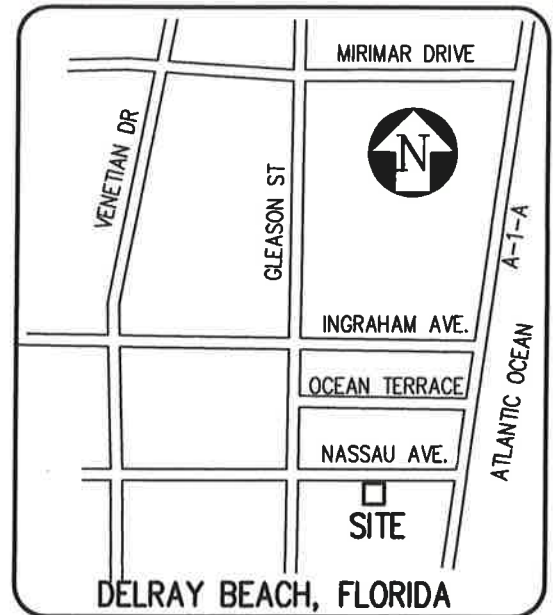 MIRIMAR DRIVE
VENETIAN DR
GLEASON ST
N
A-1-A
INGRAHAM AVE.
OCEAN TERRACE
ATLANTIC OCEAN
NASSAU AVE.
SITE
DELRAY BEACH, FLORIDA